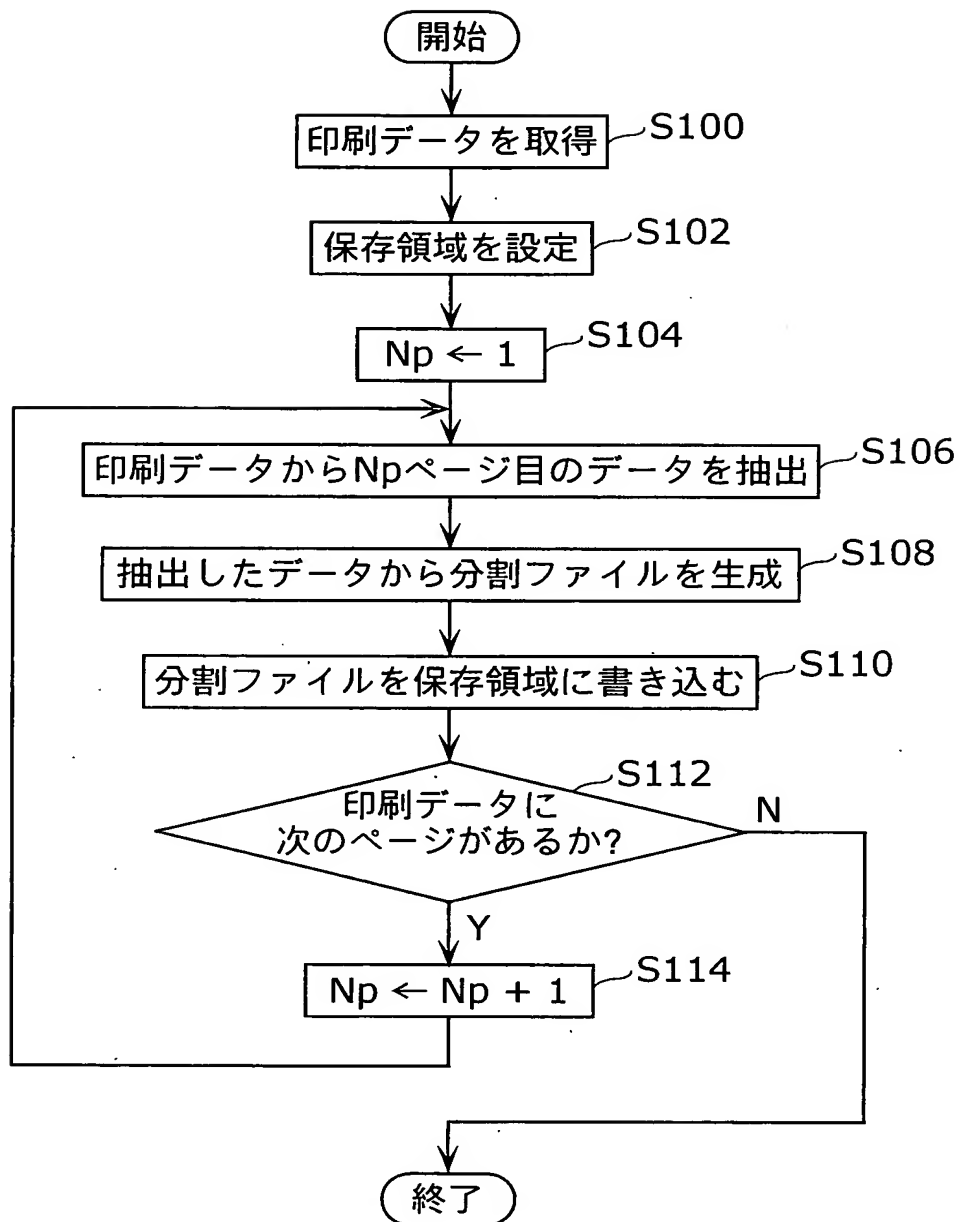 開始
印刷データを取得
S100
保存領域を設定
S102
Np ← 1
S104
印刷データからNpページ目のデータを抽出
S106
抽出したデータから分割ファイルを生成
S108
分割ファイルを保存領域に書き込む
S110
印刷データに
次のページがあるか?
S112
N
Y
Np ← Np + 1
S114
終了